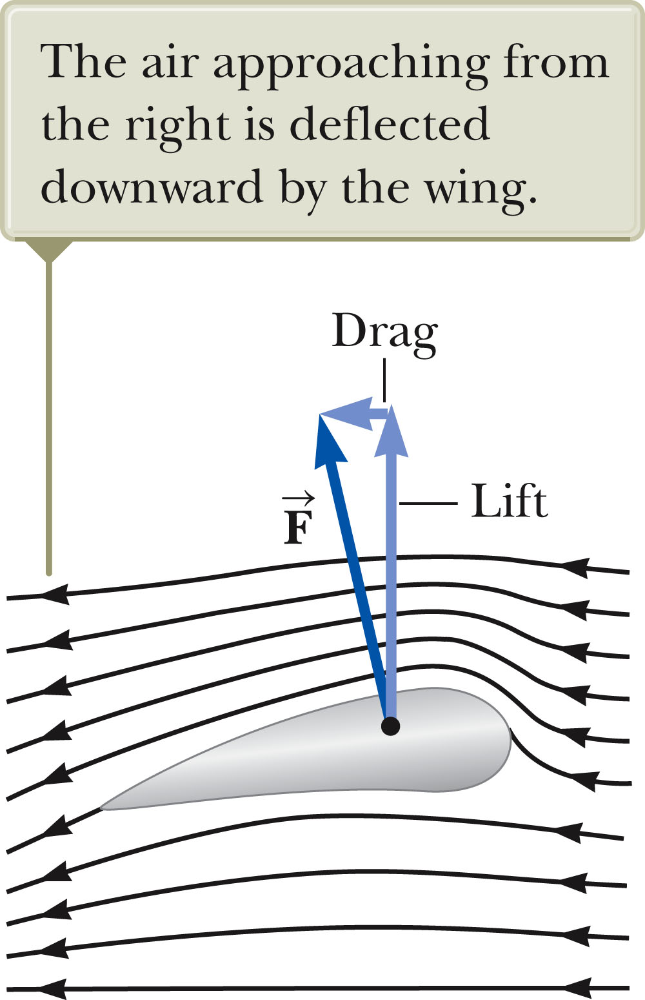 The air approaching from
the right is deflected
downward by the wing.
Drag
Lift
F